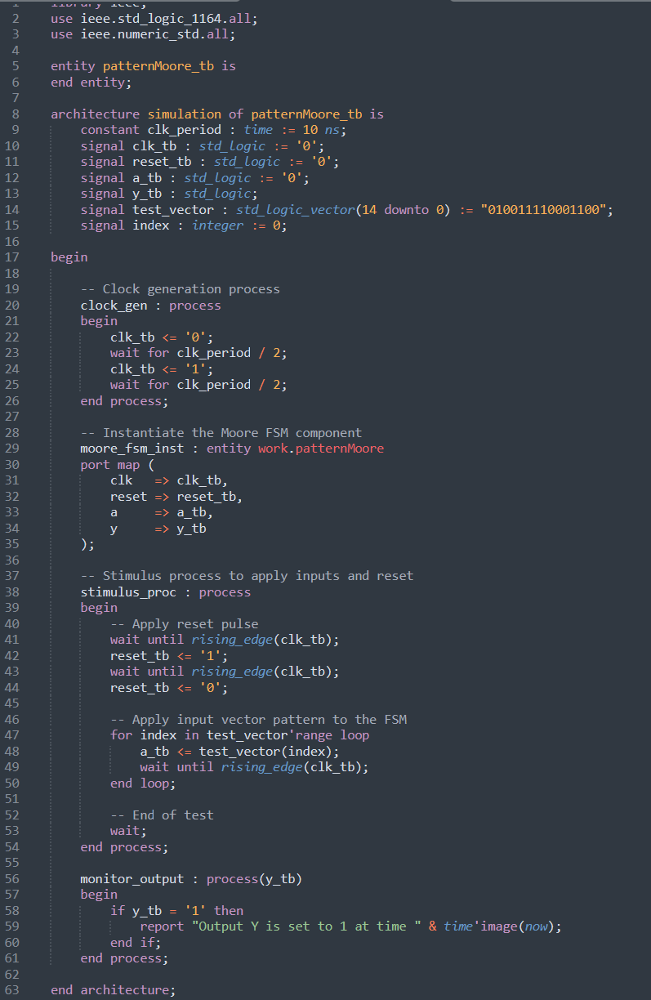 2 use ieee.std_logic_1164.all;
3 use ieee.numeric_std.all;
4
5 entity patternMoore_tb is
6 end entity;
7
8 architecture simulation of patternMoore_tb is
9     constant clk_period : time := 10 ns;
10     signal clk_tb : std_logic := '0';
11     signal reset_tb : std_logic := '0';
12     signal a_tb : std_logic := '0';
13     signal y_tb : std_logic;
14     signal test_vector : std_logic_vector(14 downto 0) := "010011110001100";
15     signal index : integer := 0;
16
17 begin
18
19     -- Clock generation process
20     clock_gen : process
21     begin
22         clk_tb <= '0';
23         wait for clk_period / 2;
24         clk_tb <= '1';
25         wait for clk_period / 2;
26     end process;
27
28     -- Instantiate the Moore FSM component
29     moore_fsm_inst : entity work.patternMoore
30     port map (
31         clk   => clk_tb,
32         reset => reset_tb,
33         a     => a_tb,
34         y     => y_tb
35     );
36
37     -- Stimulus process to apply inputs and reset
38     stimulus_proc : process
39     begin
40         -- Apply reset pulse
41         wait until rising_edge(clk_tb);
42         reset_tb <= '1';
43         wait until rising_edge(clk_tb);
44         reset_tb <= '0';
45
46         -- Apply input vector pattern to the FSM
47         for index in test_vector'range loop
48             a_tb <= test_vector(index);
49             wait until rising_edge(clk_tb);
50         end loop;
51
52         -- End of test
53         wait;
54     end process;
55
56     monitor_output : process(y_tb)
57     begin
58         if y_tb = '1' then
59             report "Output Y is set to 1 at time " & time'image(now);
60         end if;
61     end process;
62
63 end architecture;